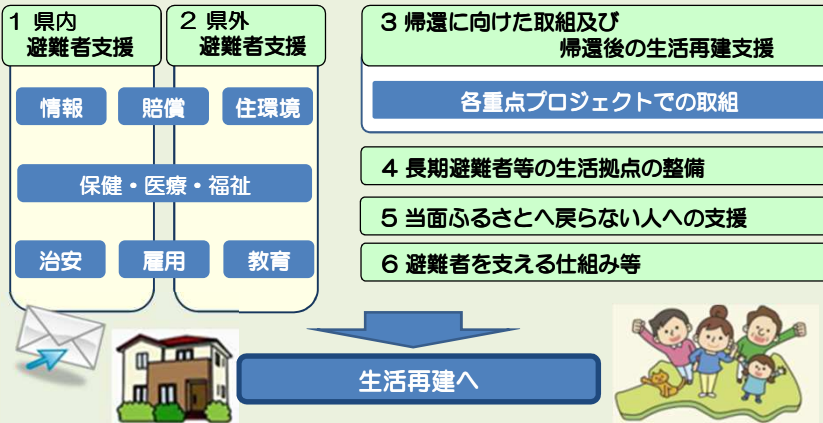 1 県内
避難者支援
2 県外
避難者支援
情報
賠償
住環境
保健・医療・福祉
治安
雇用
教育
3 帰還に向けた取組及び
帰還後の生活再建支援
各重点プロジェクトでの取組
4 長期避難者等の生活拠点の整備
5 当面ふるさとへ戻らない人への支援
6 避難者を支える仕組み等
生活再建へ